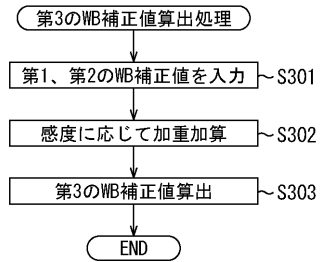 第3のWB補正値算出処理
第1、第2のWB補正値を入力 ~S301
感度に応じて加重加算 ~S302
第3のWB補正値算出 ~S303
END